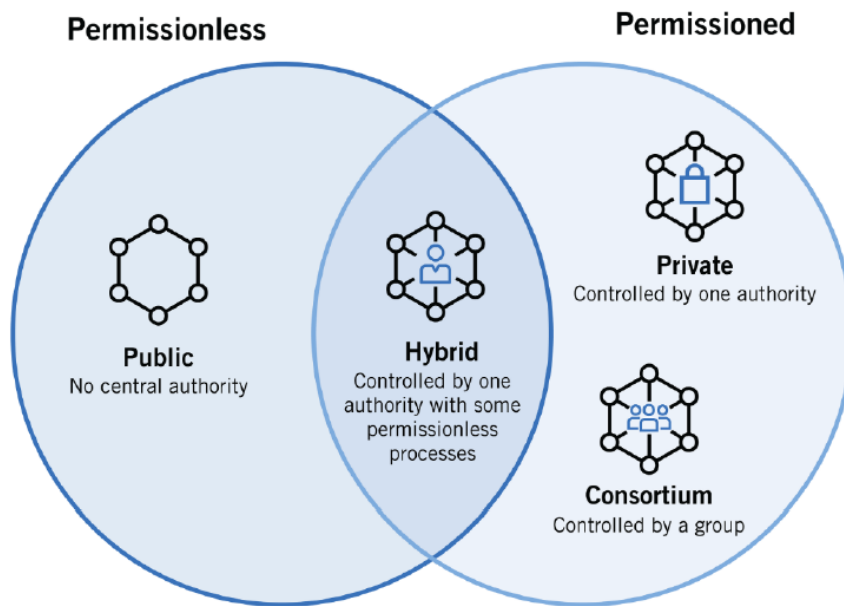 Permissionless
Permissioned
Public
No central authority
Hybrid
Controlled by one
authority with some
permissionless
processes
Private
Controlled by one authority
Consortium
Controlled by a group